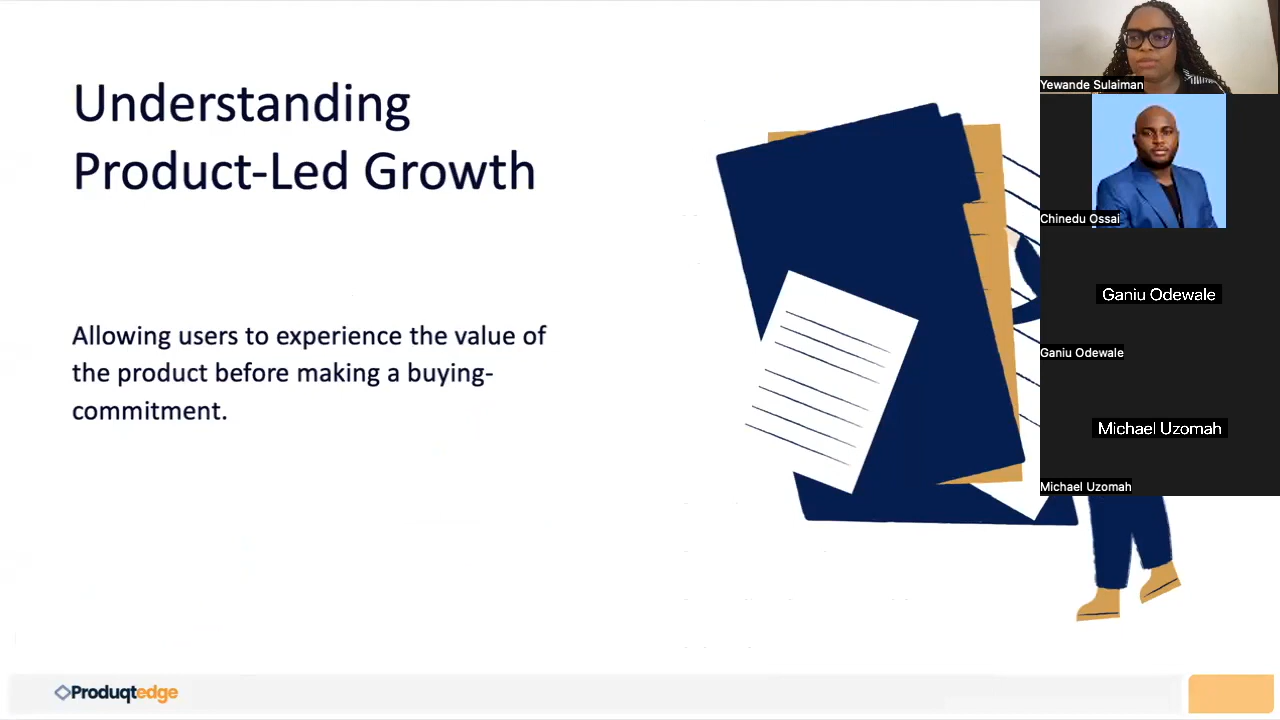 Understanding
Product-Led Growth
Allowing users to experience the value of
the product before making a buying-
commitment.
Produqtedge
Yewande Sulaiman
Chinedu Ossai
Ganiu Odewale
Ganiu Odewale
Michael Uzomah
Michael Uzomah